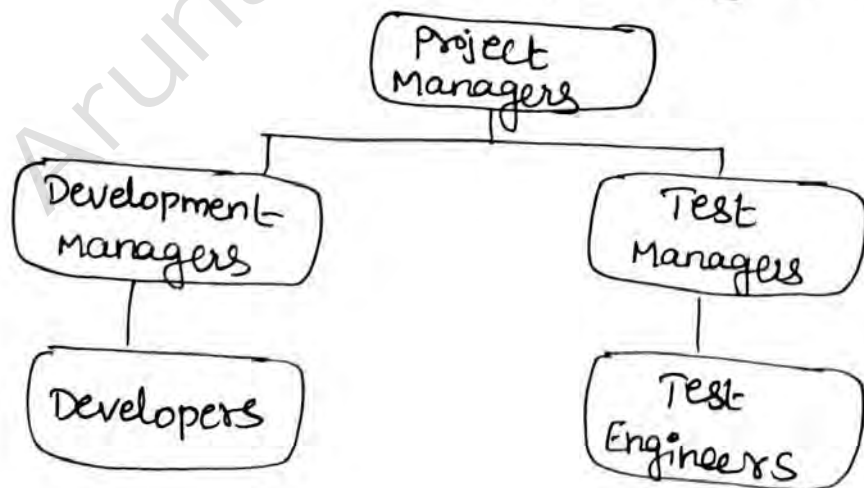 Project
Managers
Development
Managers
Test
Managers
Developers
Test
Engineers